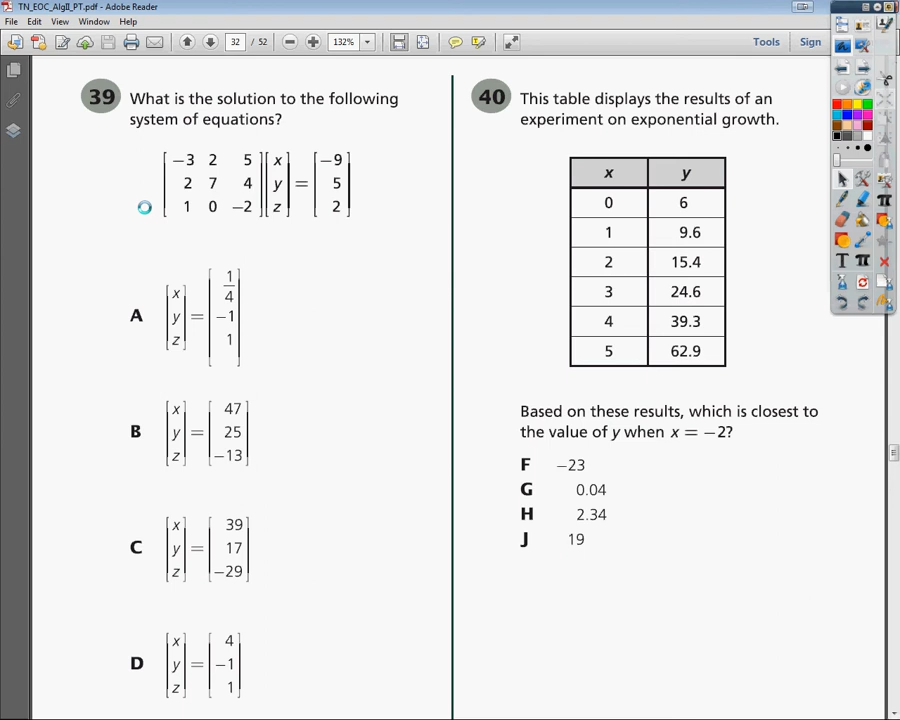 TN_EOC_AlgII_PT.pdf - Adobe Reader
File Edit View Window Help
32 / 52 132% Tools Sign
39 What is the solution to the following
system of equations?
−3 2 5 x −9
2 7 4 y = 5
1 0 −2 z 2
A x 1/4
y = −1
z 1
B x 47
y = 25
z −13
C x 39
y = 17
z −29
D x 4
y = −1
z 1
40 This table displays the results of an
experiment on exponential growth.
x y
0 6
1 9.6
2 15.4
3 24.6
4 39.3
5 62.9
Based on these results, which is closest to
the value of y when x = −2?
F −23
G 0.04
H 2.34
J 19
T π